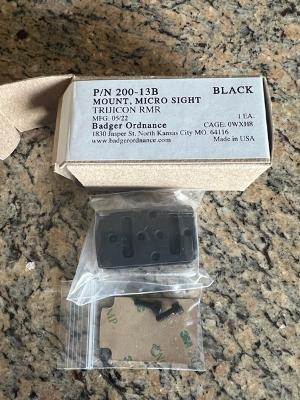 P/N 200-13B BLACK
MOUNT, MICRO SIGHT
TRIJICON RMR
MFG: 05/22 1 EA.
Badger Ordnance CAGE: 0WXH8
1830 Jasper St. North Kansas City MO. 64116
www.badgerordnance.com Made in USA